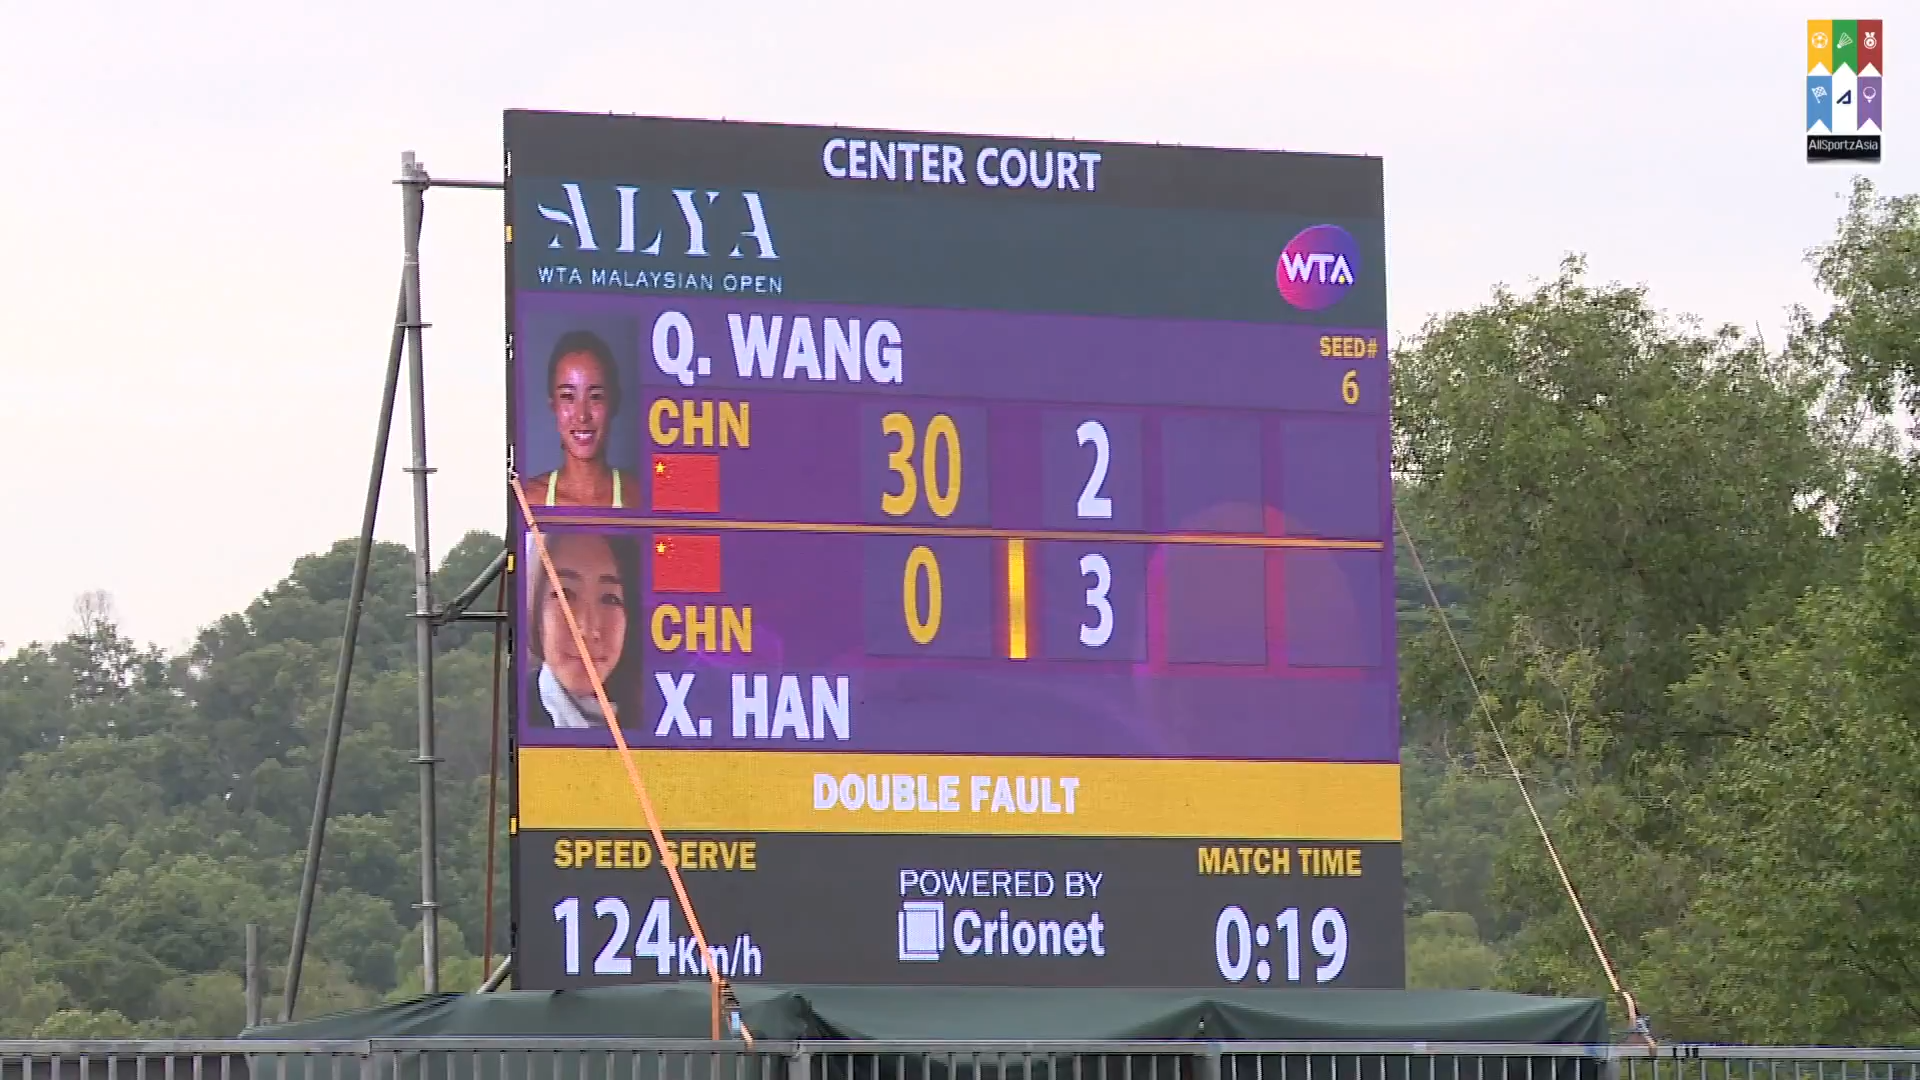 AllSportzAsia
CENTER COURT
ALYA
WTA MALAYSIAN OPEN
WTA
Q. WANG
SEED#
6
CHN
30
2
0
3
CHN
X. HAN
DOUBLE FAULT
SPEED SERVE
MATCH TIME
124Km/h
POWERED BY
Crionet
0:19